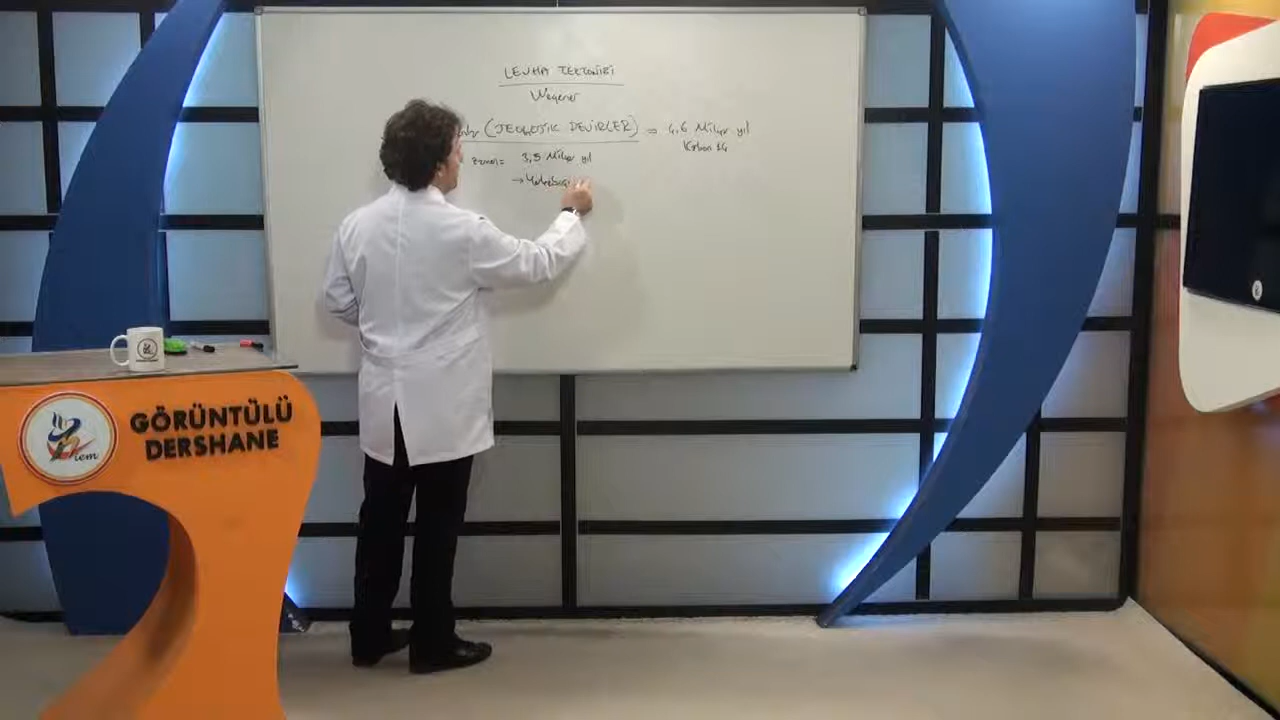 LEVHA TEKTONİĞİ
Wegener
(JEOLOJİK DEVİRLER) = 4,6 Milyar yıl
Karbon 14
3,5 Milyar yıl
GÖRÜNTÜLÜ
DERSHANE
iem